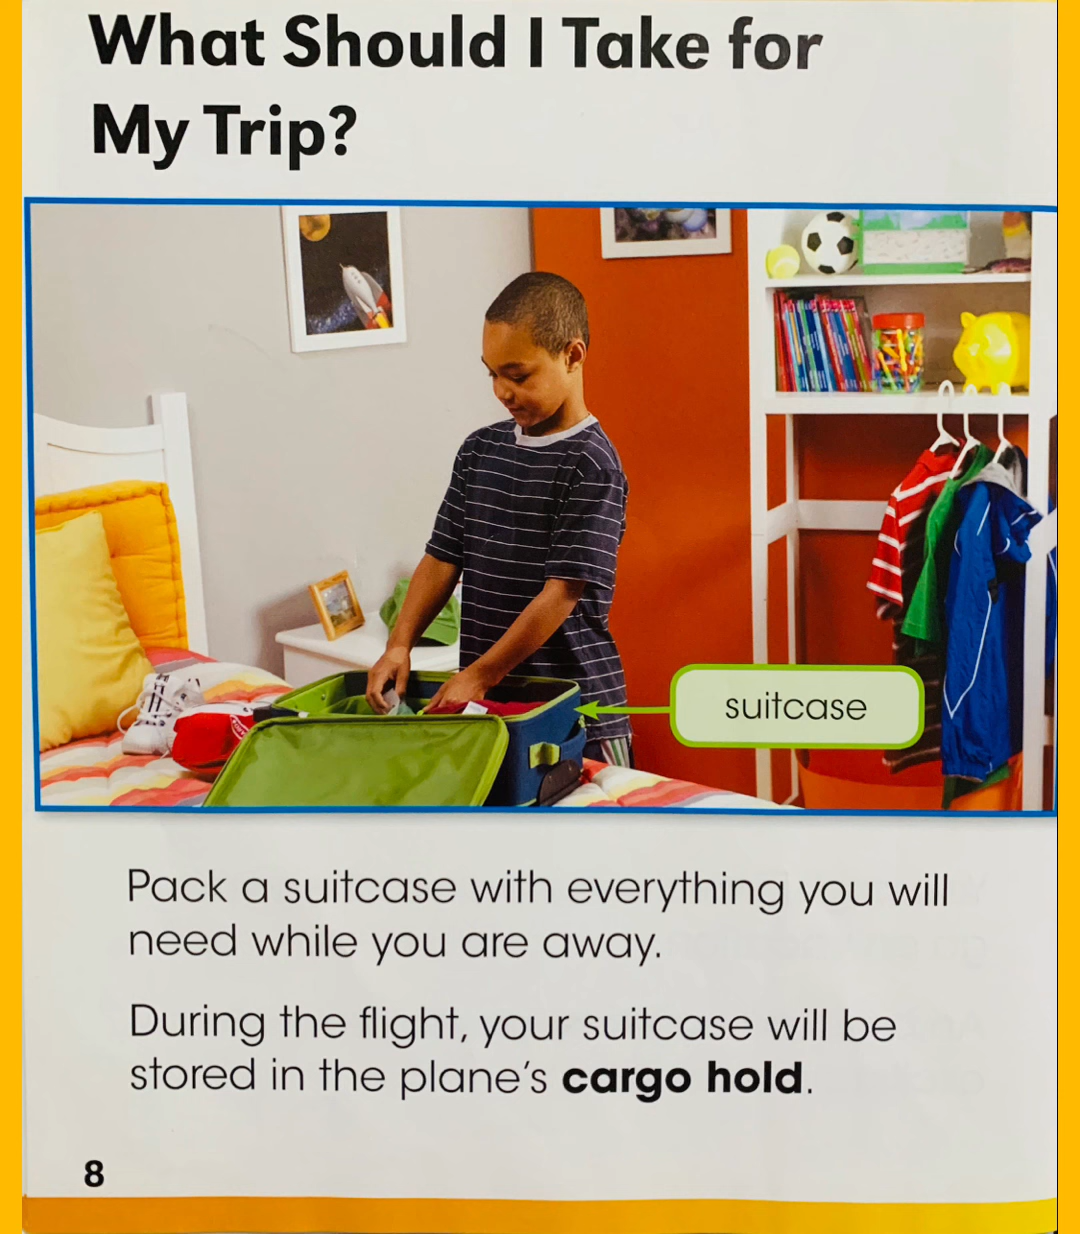 What Should I Take for
My Trip?
suitcase
Pack a suitcase with everything you will
need while you are away.
During the flight, your suitcase will be
stored in the plane's cargo hold.
8